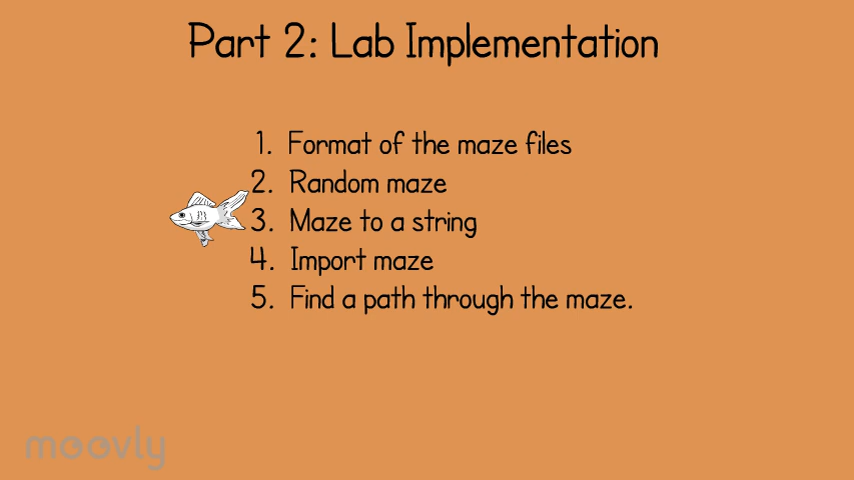 Part 2: Lab Implementation
1. Format of the maze files
2. Random maze
3. Maze to a string
4. Import maze
5. Find a path through the maze.
moovly